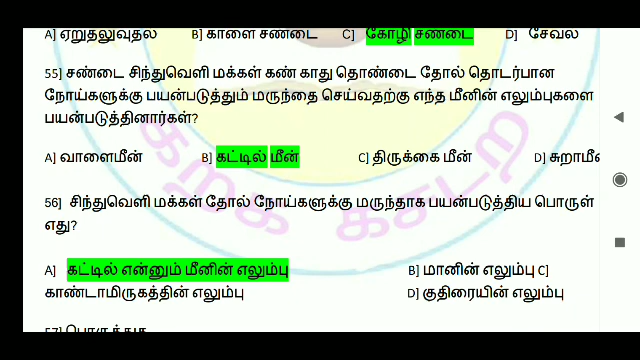 A] ஏறுதலுவுதல் B] காளை சண்டை C] கோழி சண்டை D] சேவல்
55] சண்டை சிந்துவெளி மக்கள் கண் காது தொண்டை தோல் தொடர்பான
நோய்களுக்கு பயன்படுத்தும் மருந்தை செய்வதற்கு எந்த மீனின் எலும்புகளை
பயன்படுத்தினார்கள்?
A] வாளைமீன் B] கட்டில் மீன் C] திருக்கை மீன் D] சுறாமீ
56] சிந்துவெளி மக்கள் தோல் நோய்களுக்கு மருந்தாக பயன்படுத்திய பொருள்
எது?
A] கட்டில் என்னும் மீனின் எலும்பு B] மானின் எலும்பு C]
காண்டாமிருகத்தின் எலும்பு D] குதிரையின் எலும்பு
கற்க கசடற